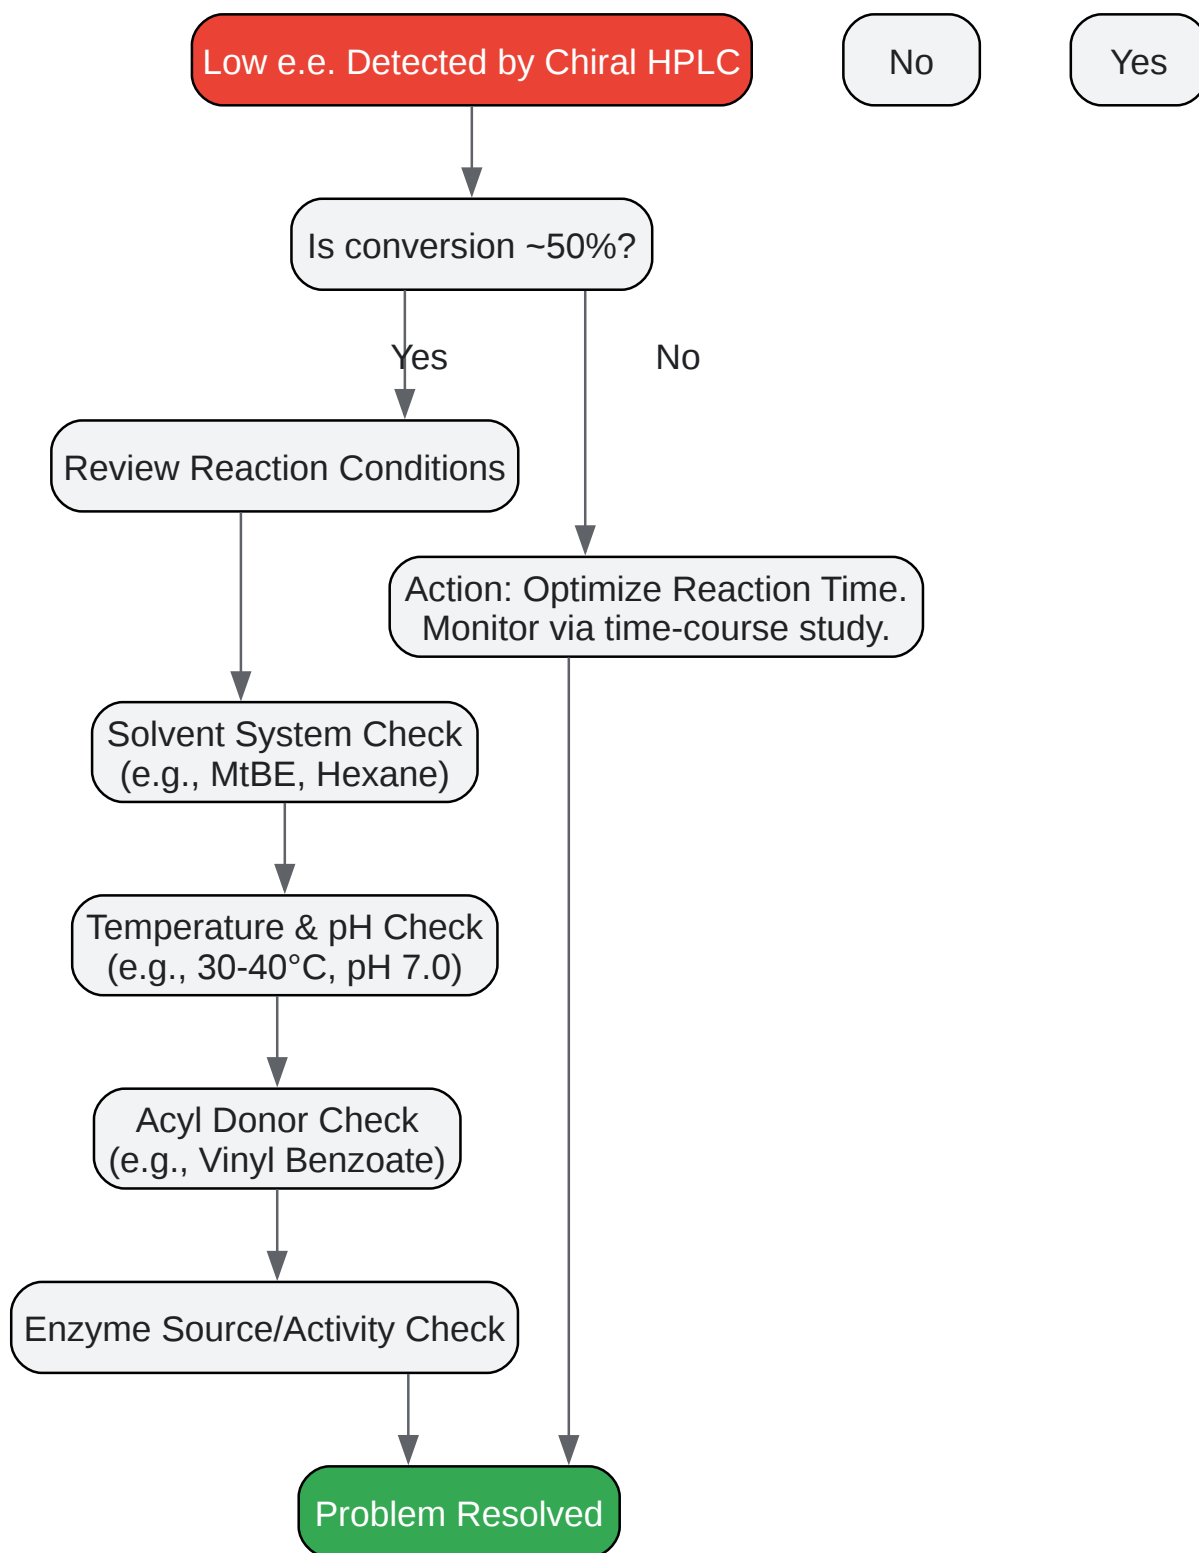 Low e.e. Detected by Chiral HPLC
No
Yes
Is conversion ~50%?
Yes
No
Review Reaction Conditions
Action: Optimize Reaction Time.
Monitor via time-course study.
Solvent System Check
(e.g., MtBE, Hexane)
Temperature & pH Check
(e.g., 30-40°C, pH 7.0)
Acyl Donor Check
(e.g., Vinyl Benzoate)
Enzyme Source/Activity Check
Problem Resolved